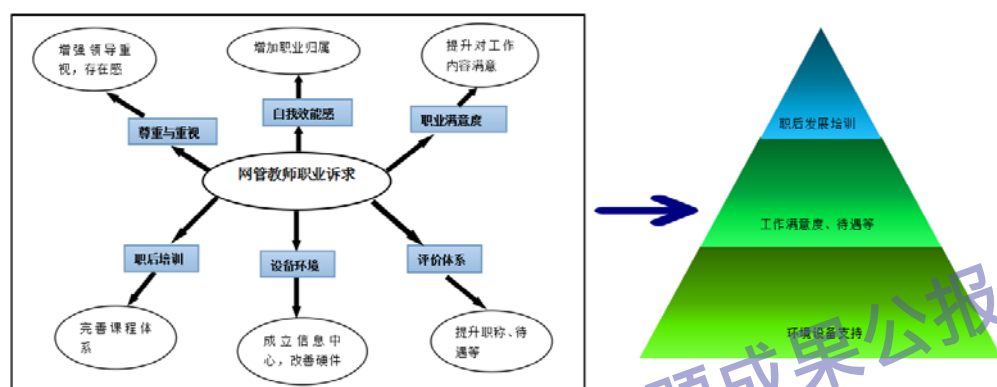 增强领导重
视，存在感
增加职业归属
提升对工作
内容满意
尊重与重视
自我效能感
职业满意度
网管教师职业诉求
职后培训
设备环境
评价体系
完善课程体
系
成立信息中
心，改善硬件
提升职称、待
遇等
职后发展培训
工作满意度、待遇等
环境设备支持
题成果公报